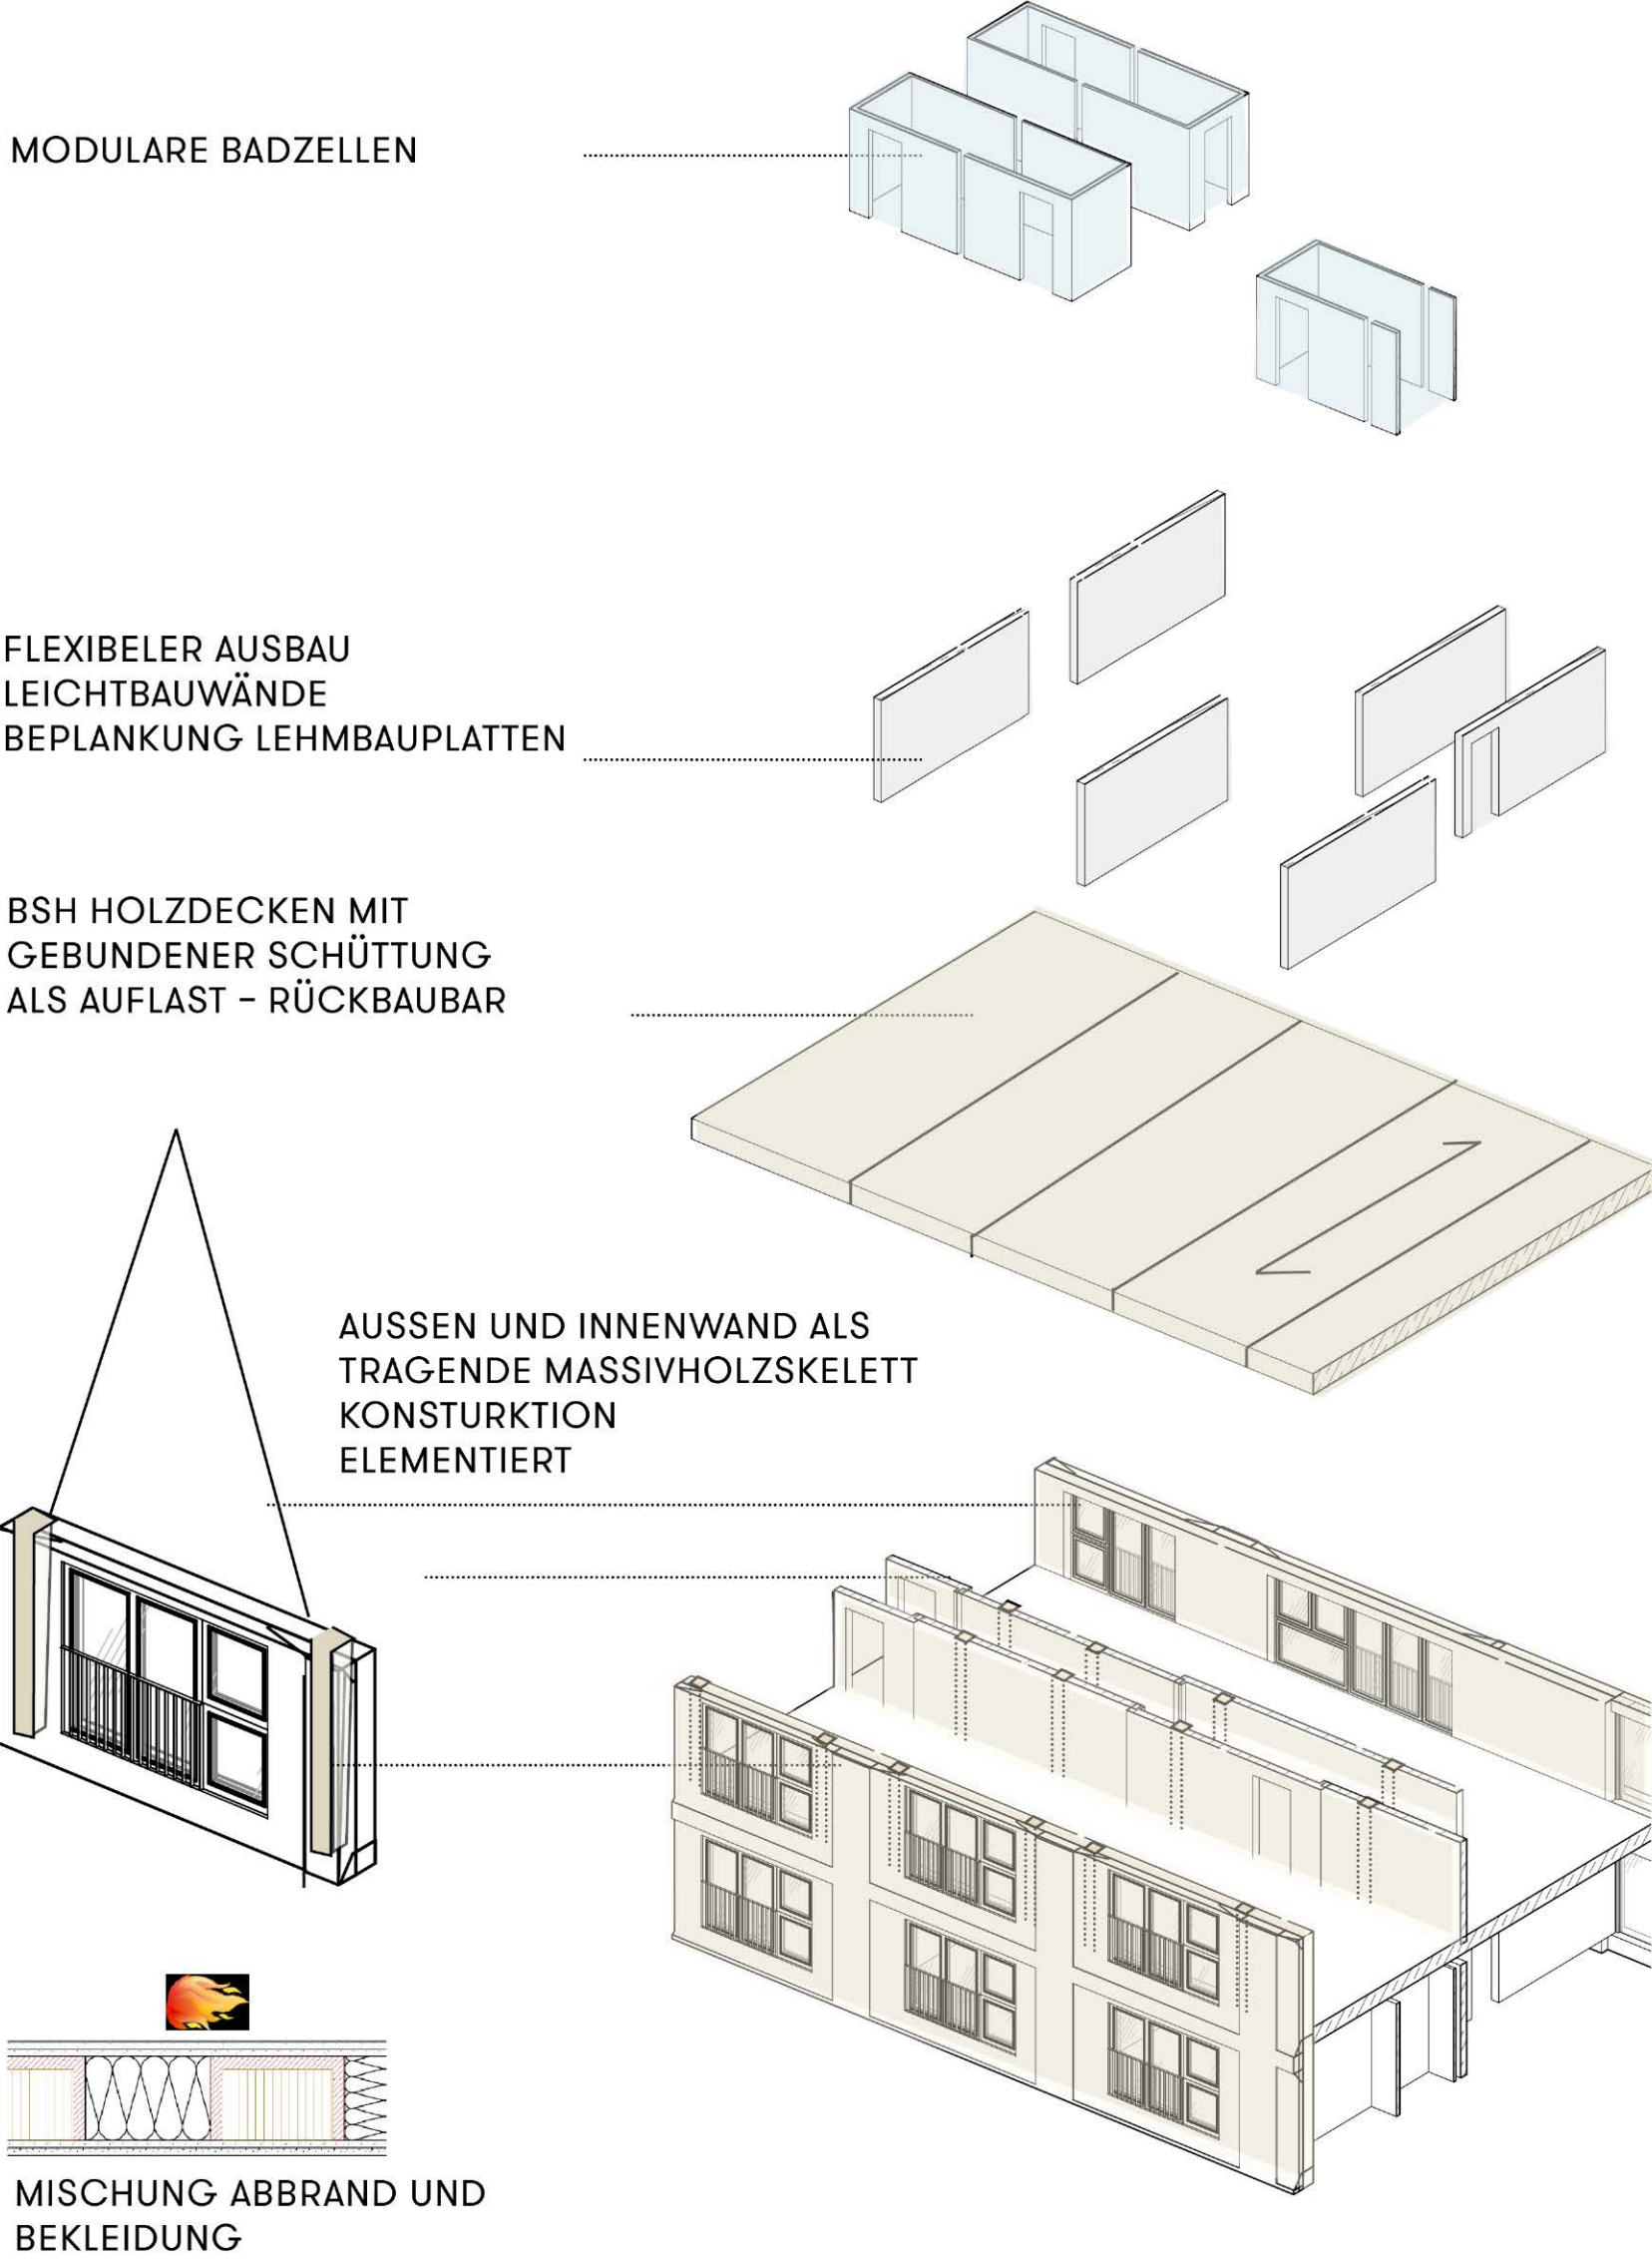 MODULARE BADZELLEN
FLEXIBELER AUSBAU
LEICHTBAUWÄNDE
BEPLANKUNG LEHMBAUPLATTEN
BSH HOLZDECKEN MIT
GEBUNDENER SCHÜTTUNG
ALS AUFLAST – RÜCKBAUBAR
AUSSEN UND INNENWAND ALS
TRAGENDE MASSIVHOLZSKELETT
KONSTURKTION
ELEMENTIERT
MISCHUNG ABBRAND UND
BEKLEIDUNG